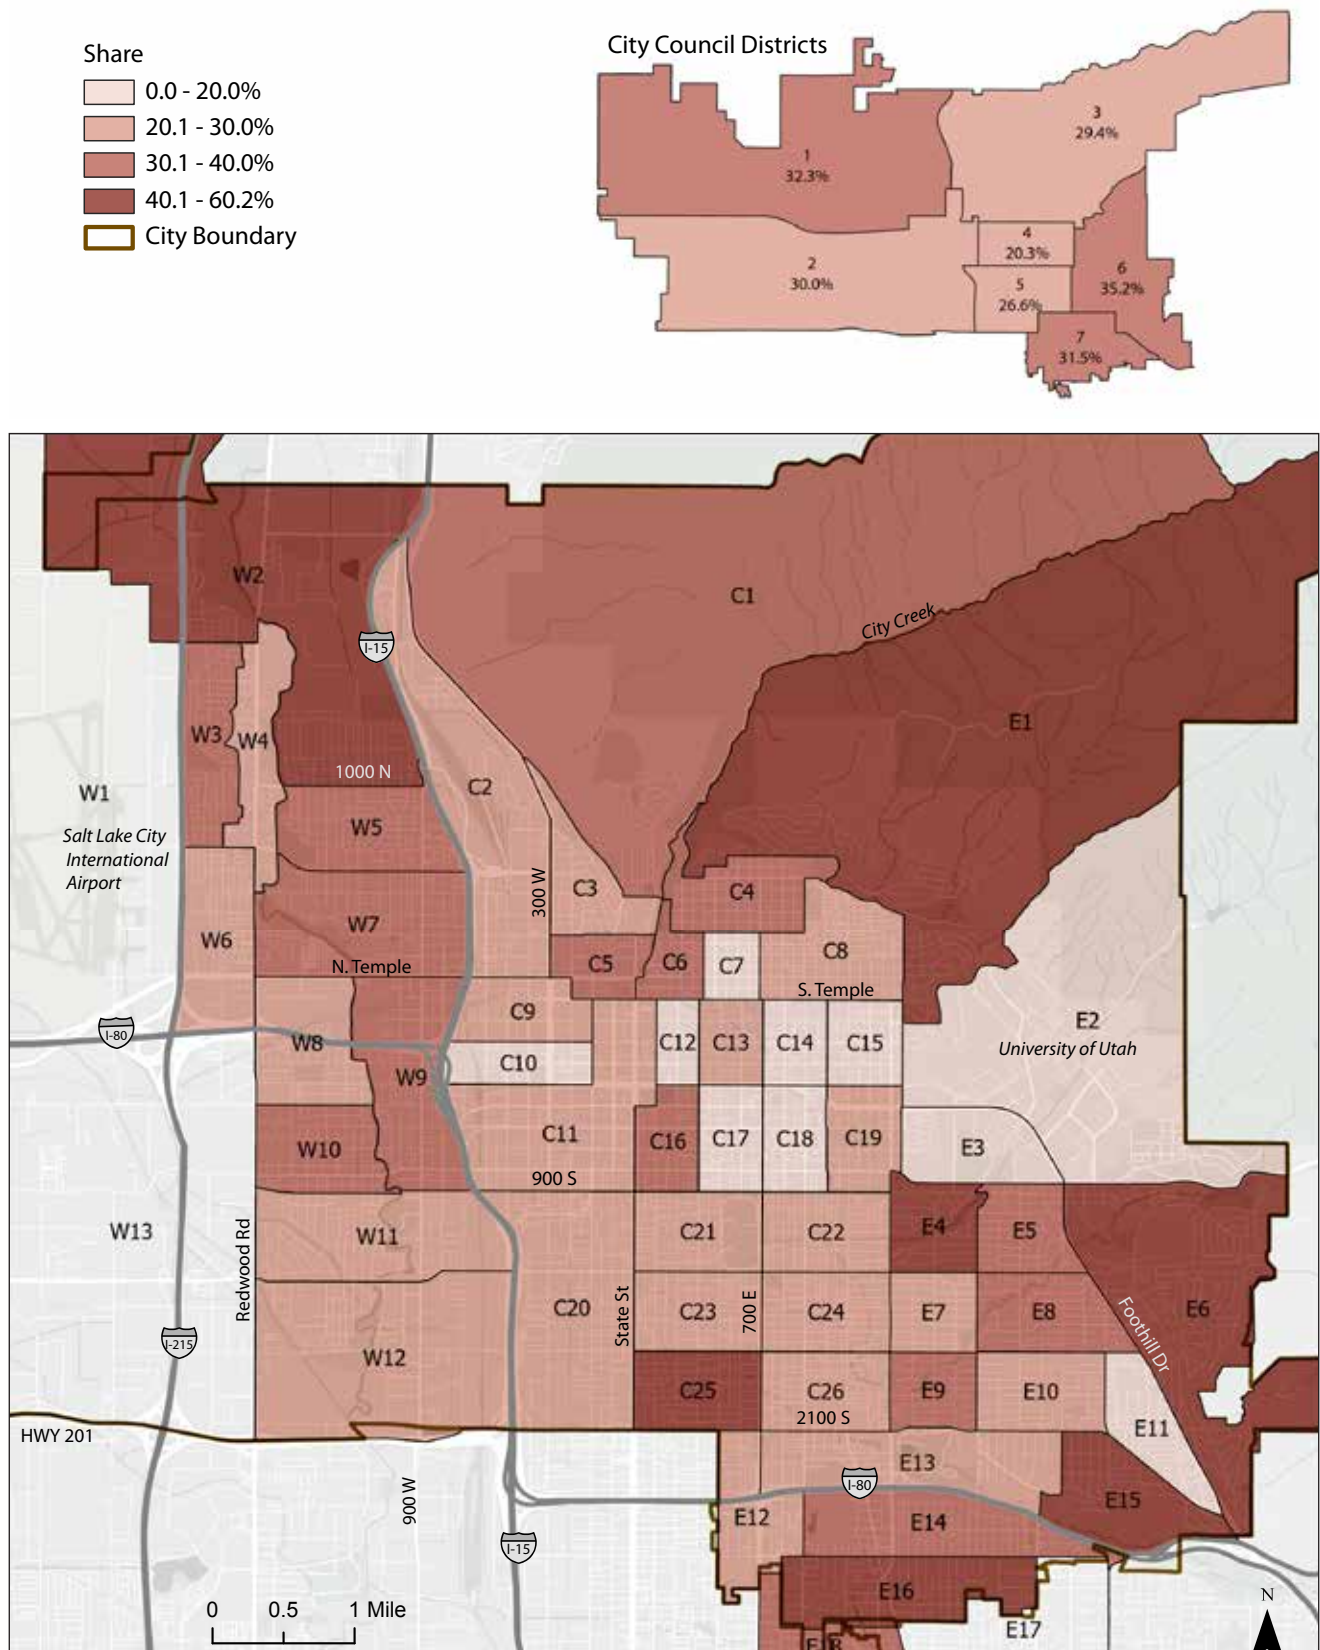 Share
0.0 - 20.0%
20.1 - 30.0%
30.1 - 40.0%
40.1 - 60.2%
City Boundary
City Council Districts
1
32.3%
3
29.4%
2
30.0%
4
20.3%
5
26.6%
6
35.2%
7
31.5%
W2
C1
City Creek
I-15
E1
W3
W4
1000 N
C2
W1
Salt Lake City
International
Airport
W5
300 W
C3
C4
W7
W6
N. Temple
C5
C6
C7
C8
S. Temple
C9
E2
University of Utah
I-80
W8
C10
C12
C13
C14
C15
W9
C11
W10
C16
C17
C18
C19
E3
900 S
W13
Redwood Rd
W11
C21
C22
E4
E5
C20
State St
C23
700 E
C24
E7
E8
Foothill Dr
E6
I-215
W12
C25
C26
E9
E10
2100 S
E11
HWY 201
E13
I-80
900 W
E12
E14
E15
I-15
E16
0 0.5 1 Mile
E17
E18
N